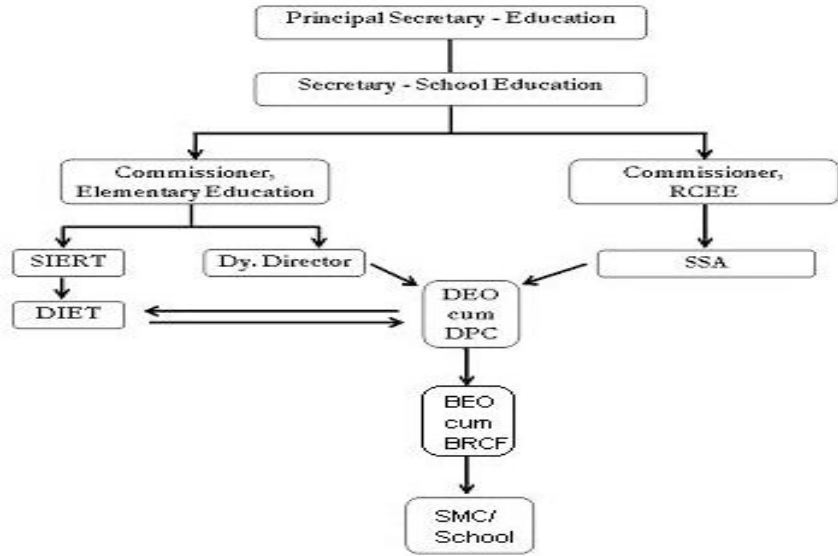 Principal Secretary - Education
Secretary - School Education
Commissioner,
Elementary Education
Commissioner,
RCEE
SIERT
Dy. Director
SSA
DIET
DEO
cum
DPC
BEO
cum
BRCF
SMC/
School